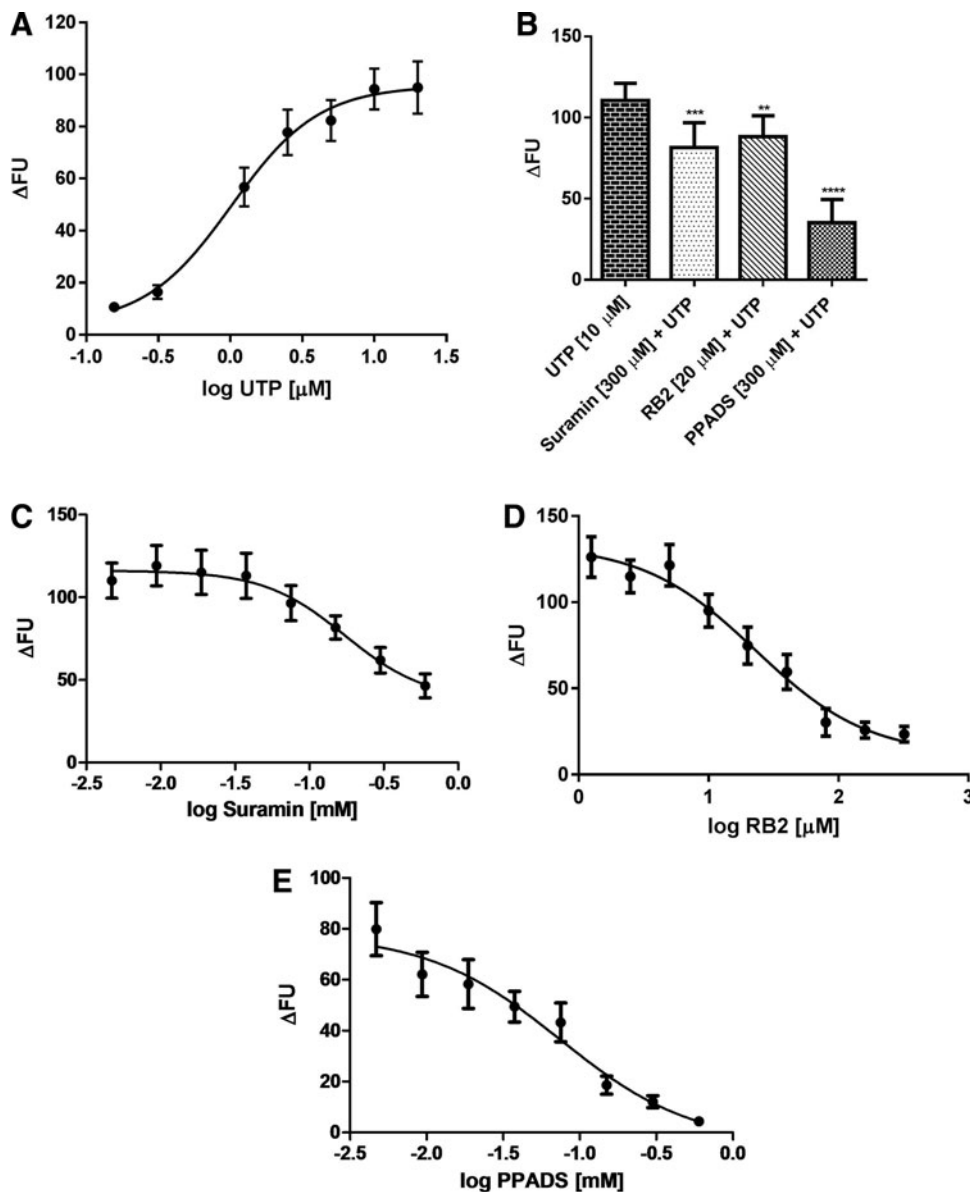 A
ΔFU
120
100
80
60
40
20
0
-1.0 -0.5 0.0 0.5 1.0 1.5
log UTP [μM]
B
ΔFU
150
100
50
0
***
**
****
UTP [10 μM]
Suramin [300 μM] + UTP
RB2 [20 μM] + UTP
PPADS [300 μM] + UTP
C
ΔFU
150
100
50
0
-2.5 -2.0 -1.5 -1.0 -0.5 0.0
log Suramin [mM]
D
ΔFU
150
100
50
0
0 1 2 3
log RB2 [μM]
E
ΔFU
100
80
60
40
20
0
-2.5 -2.0 -1.5 -1.0 -0.5 0.0
log PPADS [mM]